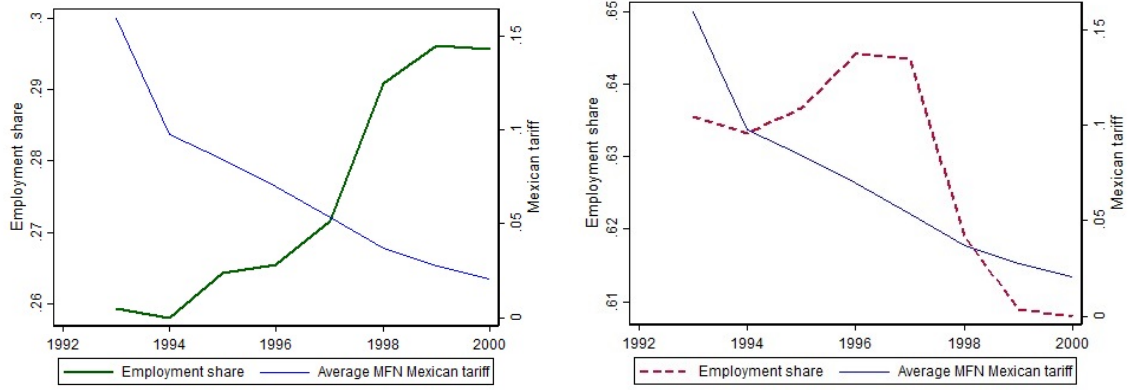 .3
.29
.28
.27
.26
Employment share
.15
.1
.05
0
Mexican tariff
1992 1994 1996 1998 2000
Employment share Average MFN Mexican tariff
.65
.64
.63
.62
.61
Employment share
.15
.1
.05
0
Mexican tariff
1992 1994 1996 1998 2000
Employment share Average MFN Mexican tariff